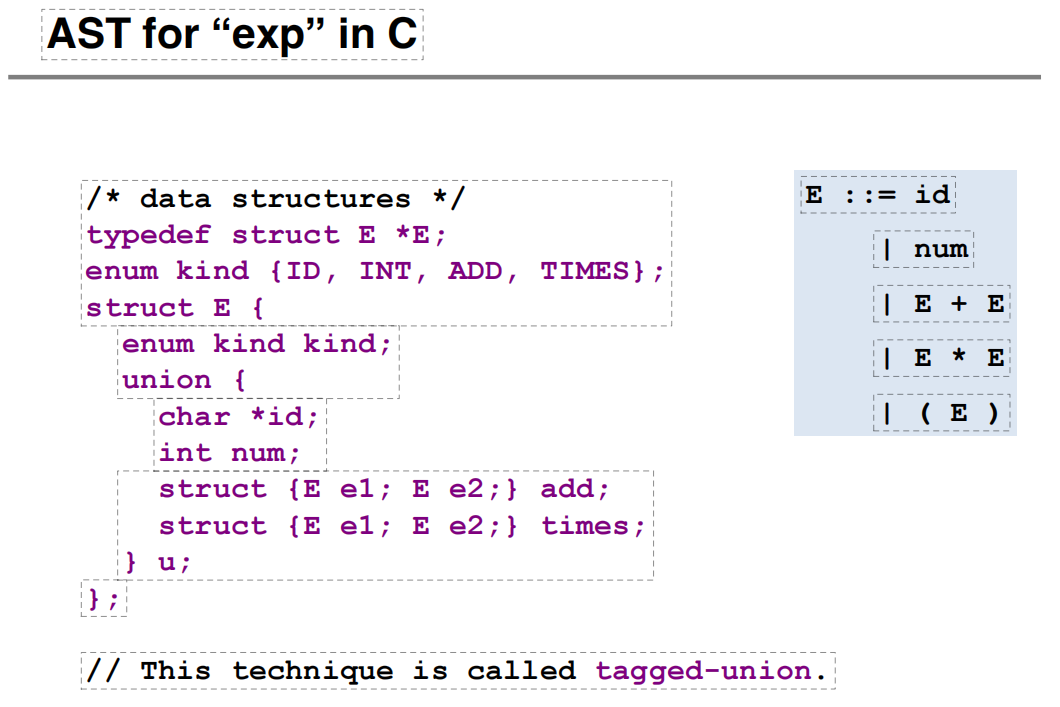 AST for “exp” in C
/* data structures */
typedef struct E *E;
enum kind {ID, INT, ADD, TIMES};
struct E {
enum kind kind;
union {
char *id;
int num;
struct {E e1; E e2;} add;
struct {E e1; E e2;} times;
} u;
};
// This technique is called tagged-union.
E ::= id
| num
| E + E
| E * E
| ( E )